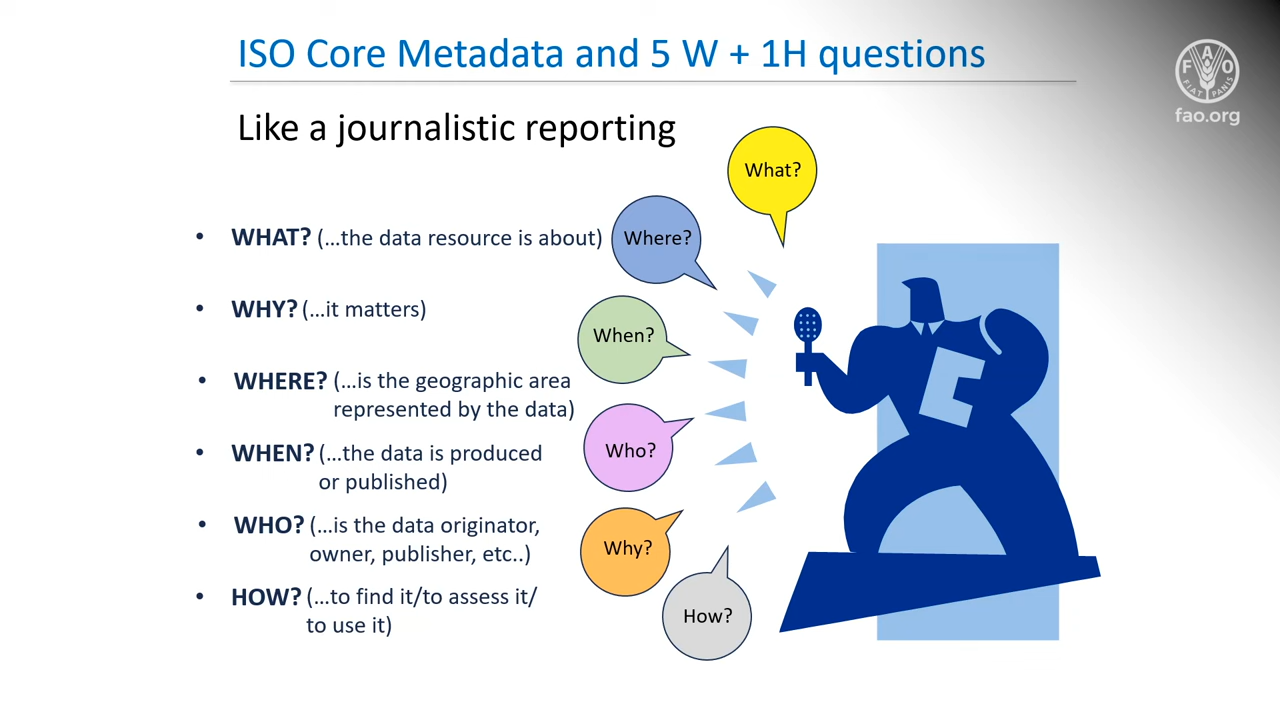 ISO Core Metadata and 5 W + 1H questions
Like a journalistic reporting
• WHAT? (...the data resource is about)
• WHY? (...it matters)
• WHERE? (...is the geographic area
represented by the data)
• WHEN? (...the data is produced
or published)
• WHO? (...is the data originator,
owner, publisher, etc..)
• HOW? (...to find it/to assess it/
to use it)
What?
Where?
When?
Who?
Why?
How?
C
F A O
FIAT PANIS
fao.org